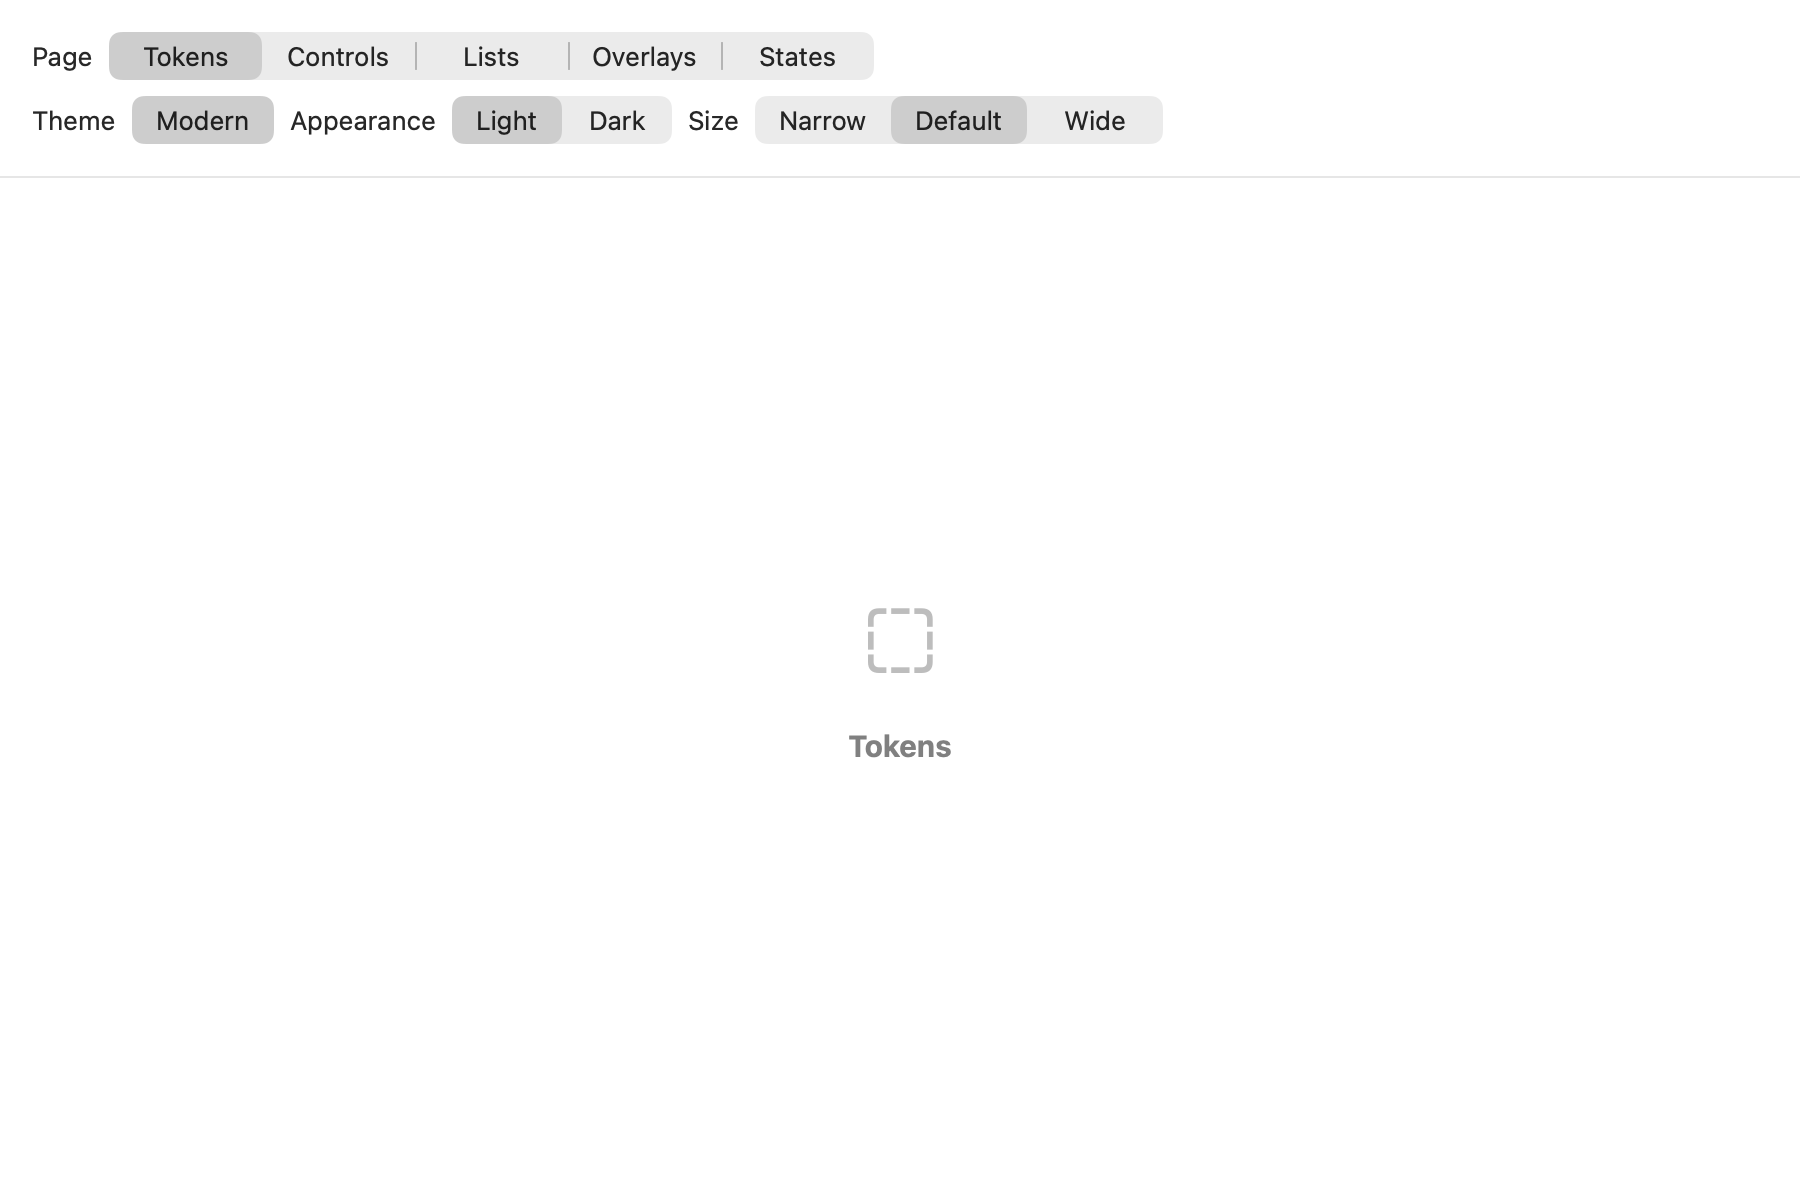 Page Tokens Controls Lists Overlays States
Theme Modern Appearance Light Dark Size Narrow Default Wide
Tokens